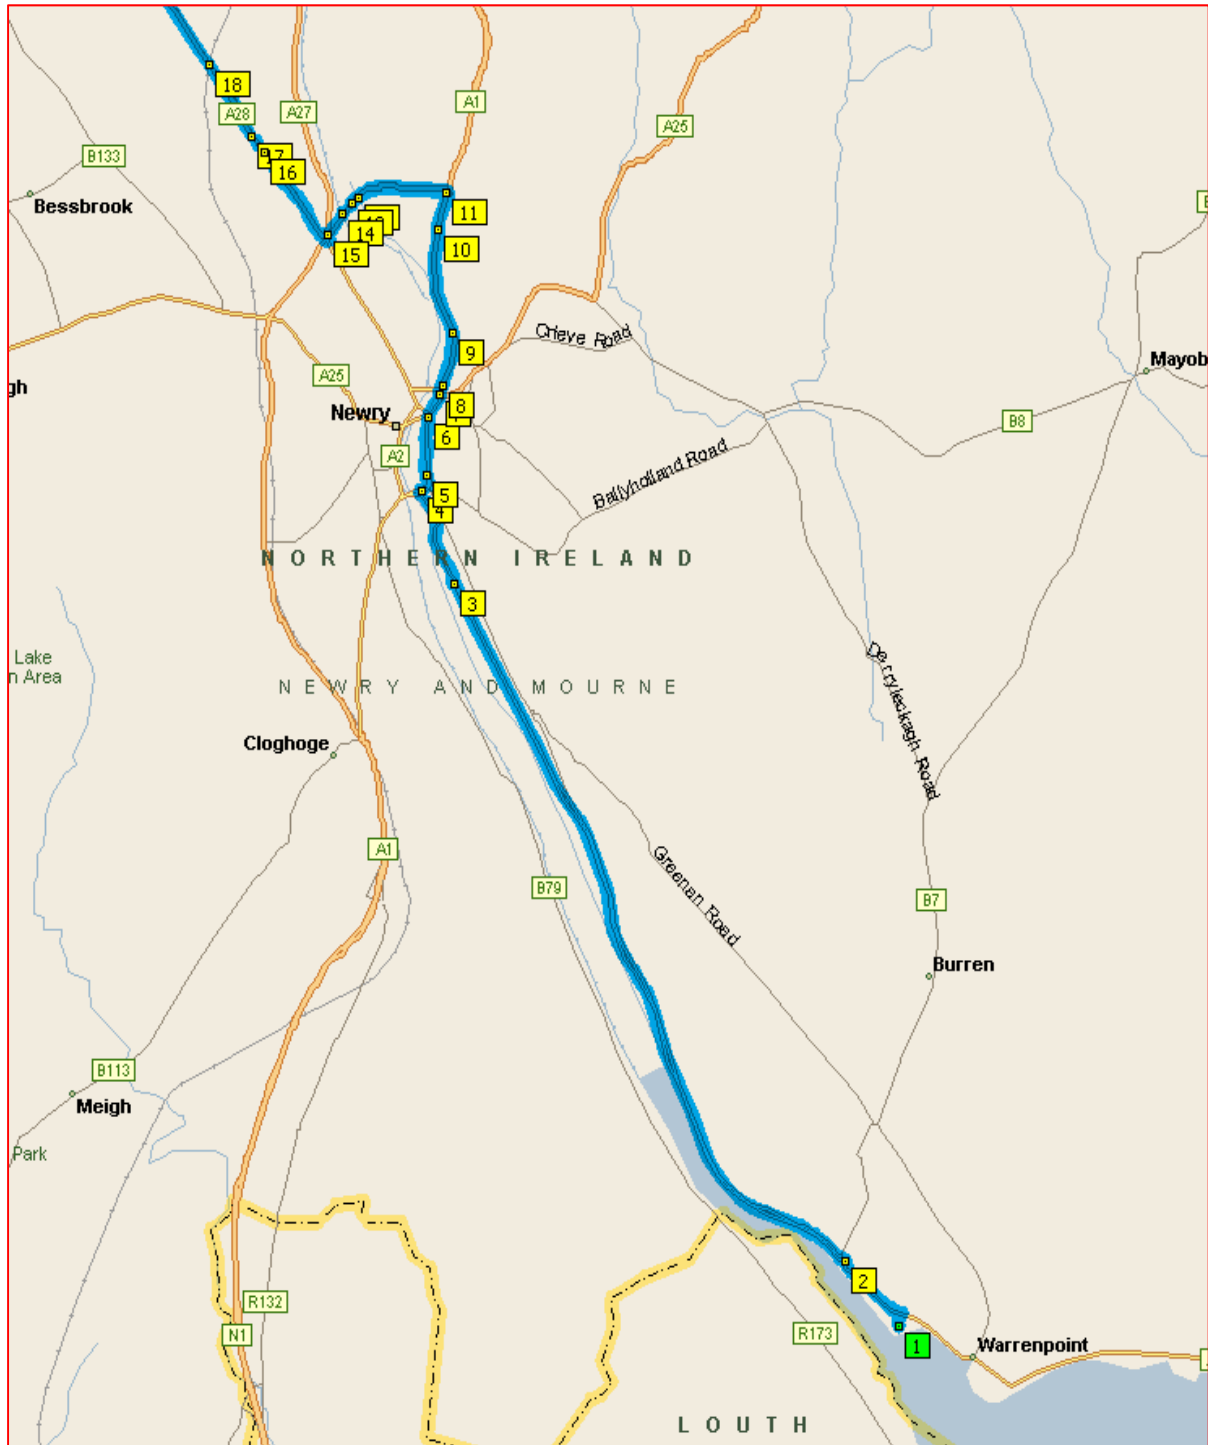 18
A28
A27
A1
A25
B133
17
16
Bessbrook
11
14
10
15
Crieve Road
9
Mayob
gh
A25
8
Newry
B8
6
A2
Ballyholland Road
5
4
NORTHERN IRELAND
3
Lake
n Area
Derryleckagh Road
NEWRY AND MOURNE
Cloghoge
A1
Greenan Road
B79
B7
Burren
B113
Meigh
Park
2
R132
N1
R173
1
Warrenpoint
LOUTH